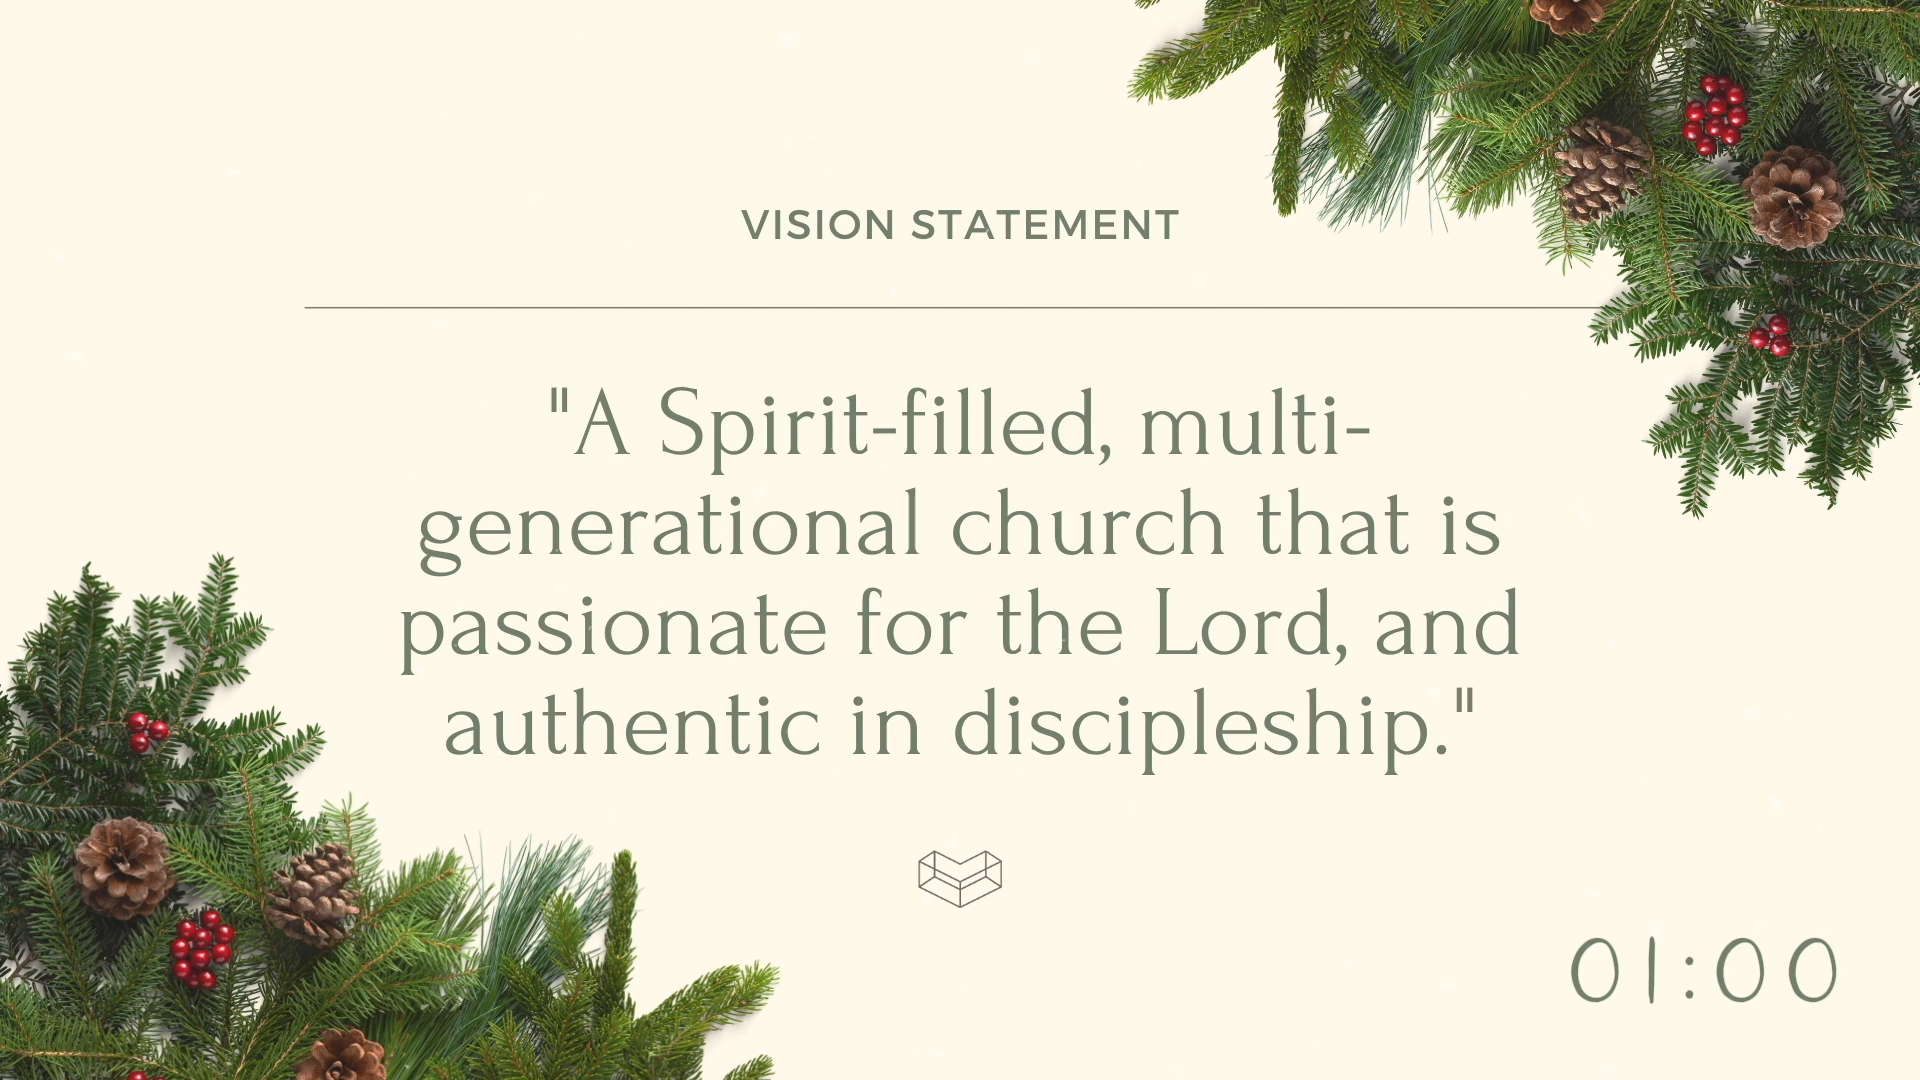 VISION STATEMENT
"A Spirit-filled, multi-
generational church that is
passionate for the Lord, and
authentic in discipleship."
01:00